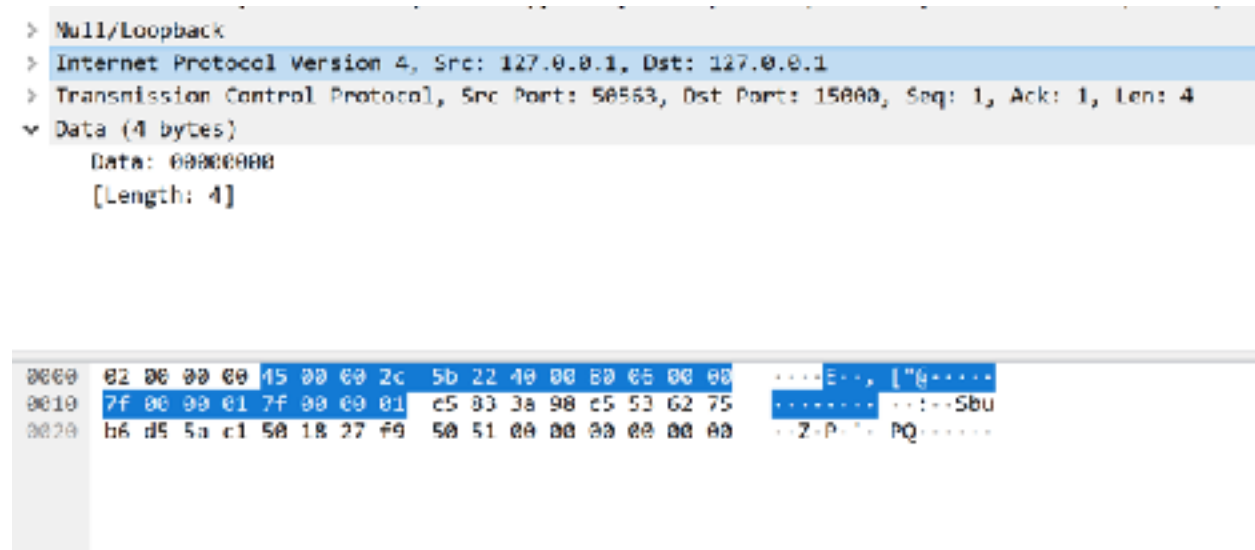 > Null/Loopback
> Internet Protocol Version 4, Src: 127.0.0.1, Dst: 127.0.0.1
> Transmission Control Protocol, Src Port: 50563, Dst Port: 15000, Seq: 1, Ack: 1, Len: 4
v Data (4 bytes)
Data: 00000000
[Length: 4]
0000 02 00 00 00 45 00 00 2c 5b 22 40 00 80 06 00 00 ····E··, ["@·····
0010 7f 00 00 01 7f 00 00 01 c5 83 3a 98 c5 53 62 75 ········ ··:··Sbu
0020 b6 d5 5a c1 50 18 27 f9 50 51 00 00 00 00 00 00 ··Z·P·'· PQ······